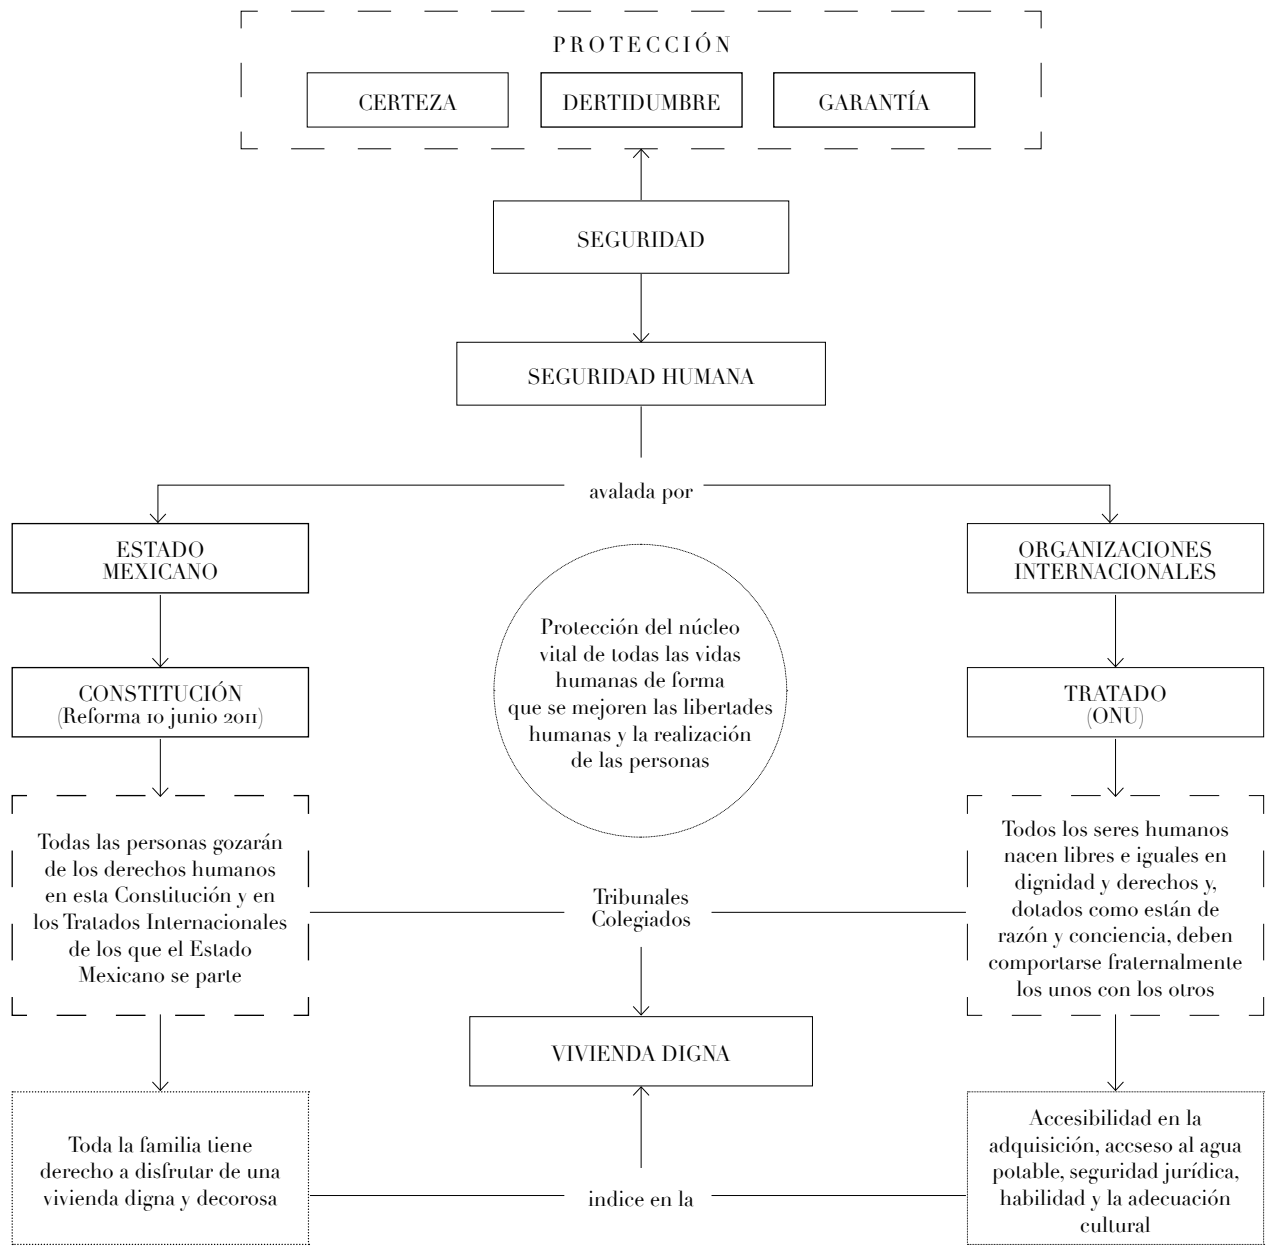 PROTECCIÓN
CERTEZA
DERTIDUMBRE
GARANTÍA
SEGURIDAD
SEGURIDAD HUMANA
avalada por
ESTADO
MEXICANO
CONSTITUCIÓN
(Reforma 10 junio 2011)
Todas las personas gozarán
de los derechos humanos
en esta Constitución y en
los Tratados Internacionales
de los que el Estado
Mexicano se parte
Toda la familia tiene
derecho a disfrutar de una
vivienda digna y decorosa
Protección del núcleo
vital de todas las vidas
humanas de forma
que se mejoren las libertades
humanas y la realización
de las personas
Tribunales
Colegiados
VIVIENDA DIGNA
indice en la
ORGANIZACIONES
INTERNACIONALES
TRATADO
(ONU)
Todos los seres humanos
nacen libres e iguales en
dignidad y derechos y,
dotados como están de
razón y conciencia, deben
comportarse fraternalmente
los unos con los otros
Accesibilidad en la
adquisición, accseso al agua
potable, seguridad jurídica,
habilidad y la adecuación
cultural